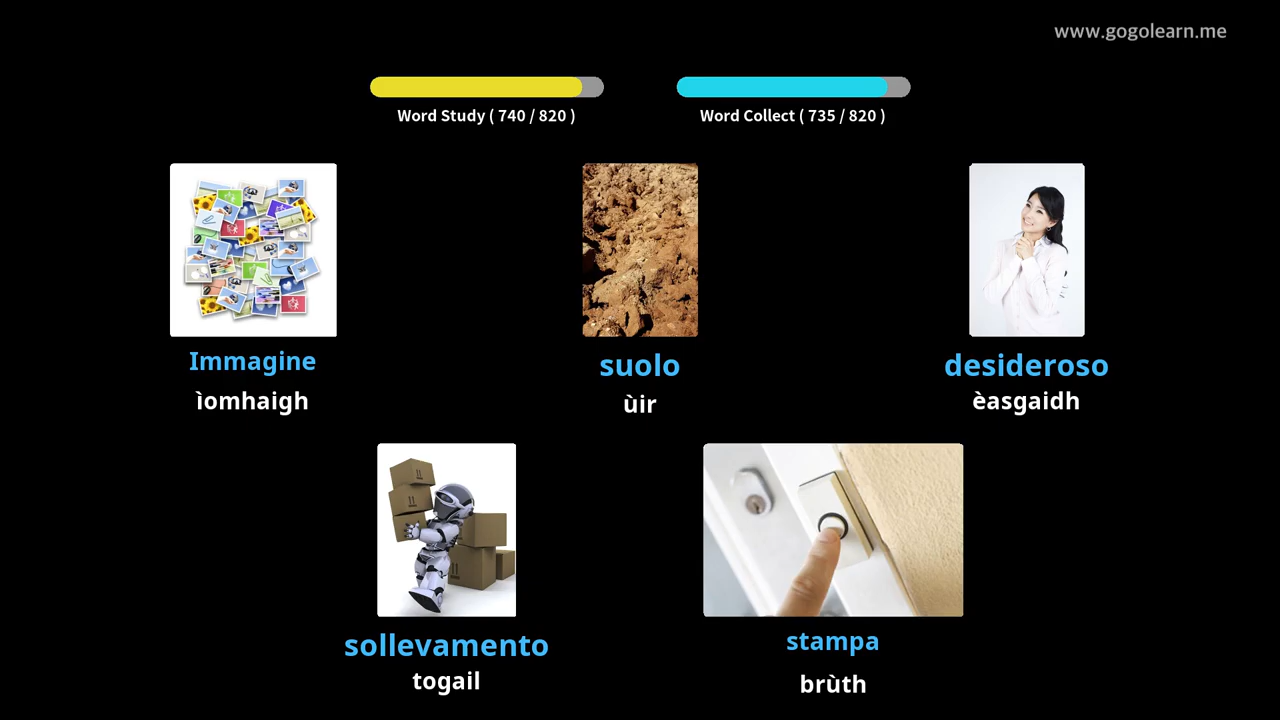 www.gogolearn.me
Word Study ( 740 / 820 )
Word Collect ( 735 / 820 )
Immagine
ìomhaigh
suolo
ùir
desideroso
èasgaidh
sollevamento
togail
stampa
brùth